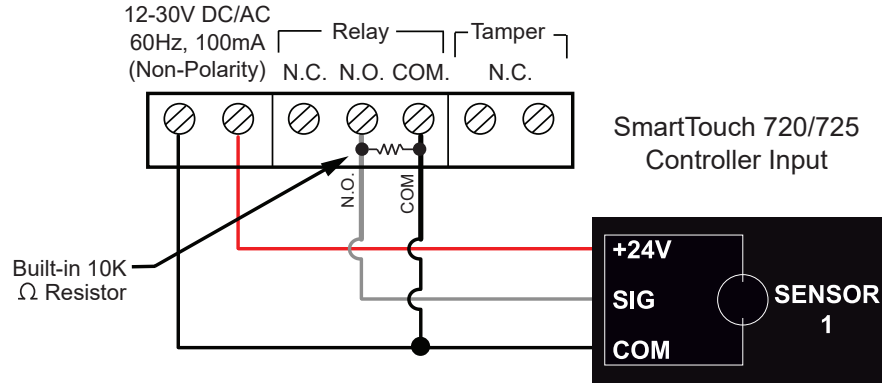 12-30V DC/AC
60Hz, 100mA
(Non-Polarity)
Relay
N.C. N.O. COM.
Tamper
N.C.
SmartTouch 720/725
Controller Input
N.O.
COM
Built-in 10K
Ω Resistor
+24V
SIG
COM
SENSOR
1